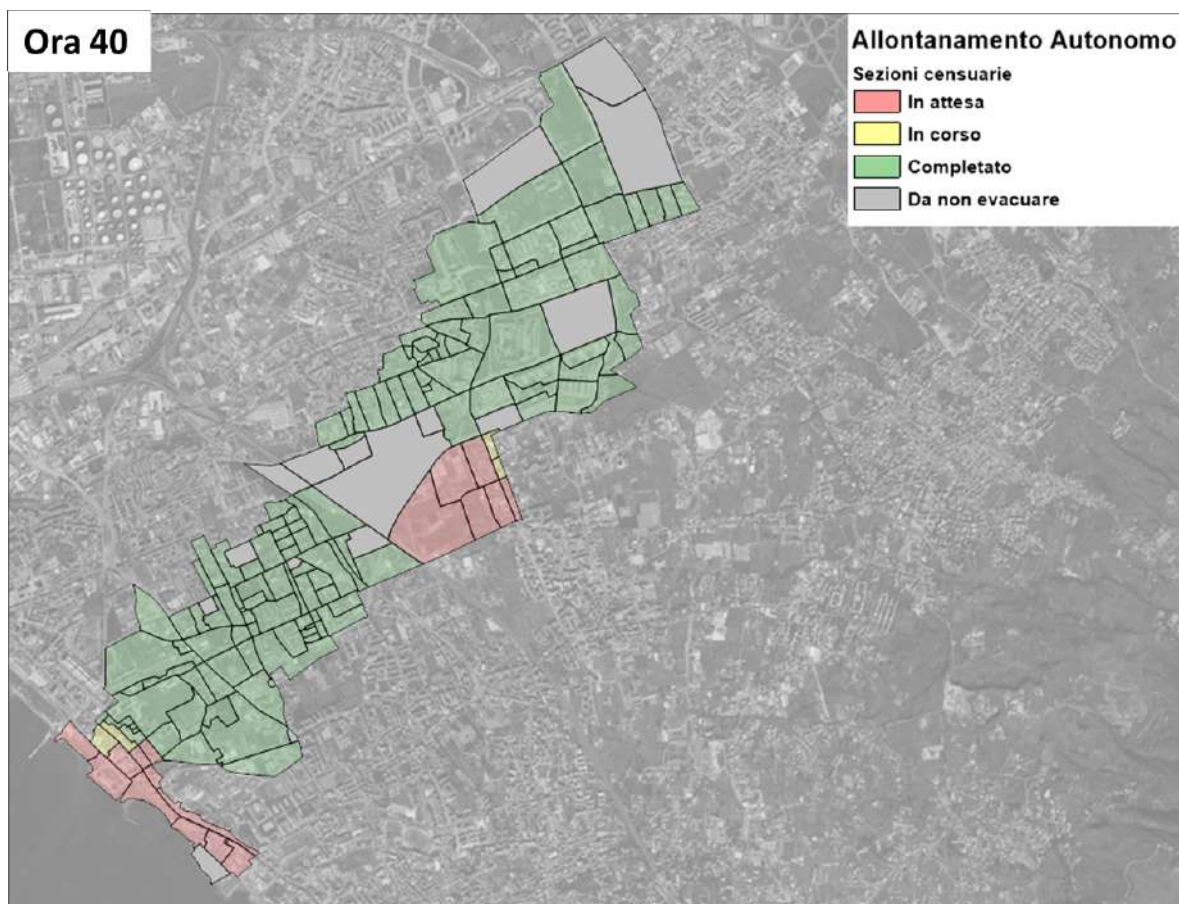 Ora 40
Allontanamento Autonomo
Sezioni censuarie
In attesa
In corso
Completato
Da non evacuare